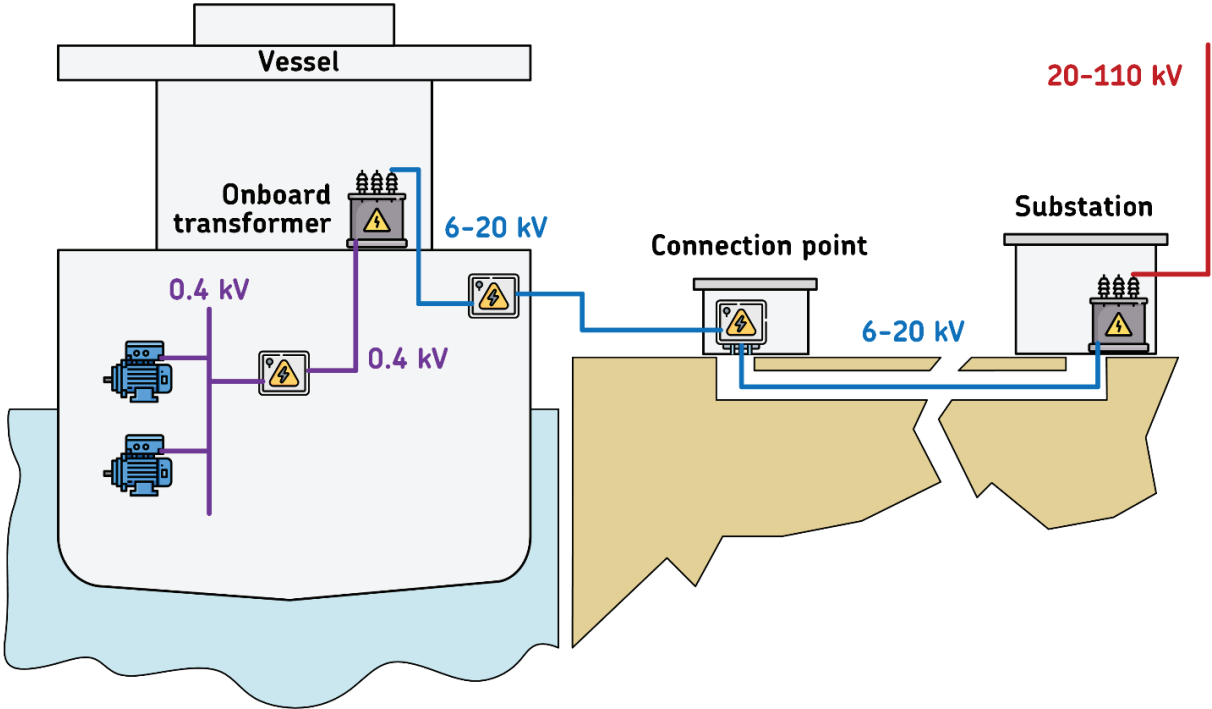 Vessel
20-110 kV
Onboard
transformer
6-20 kV
Substation
Connection point
0.4 kV
6-20 kV
0.4 kV